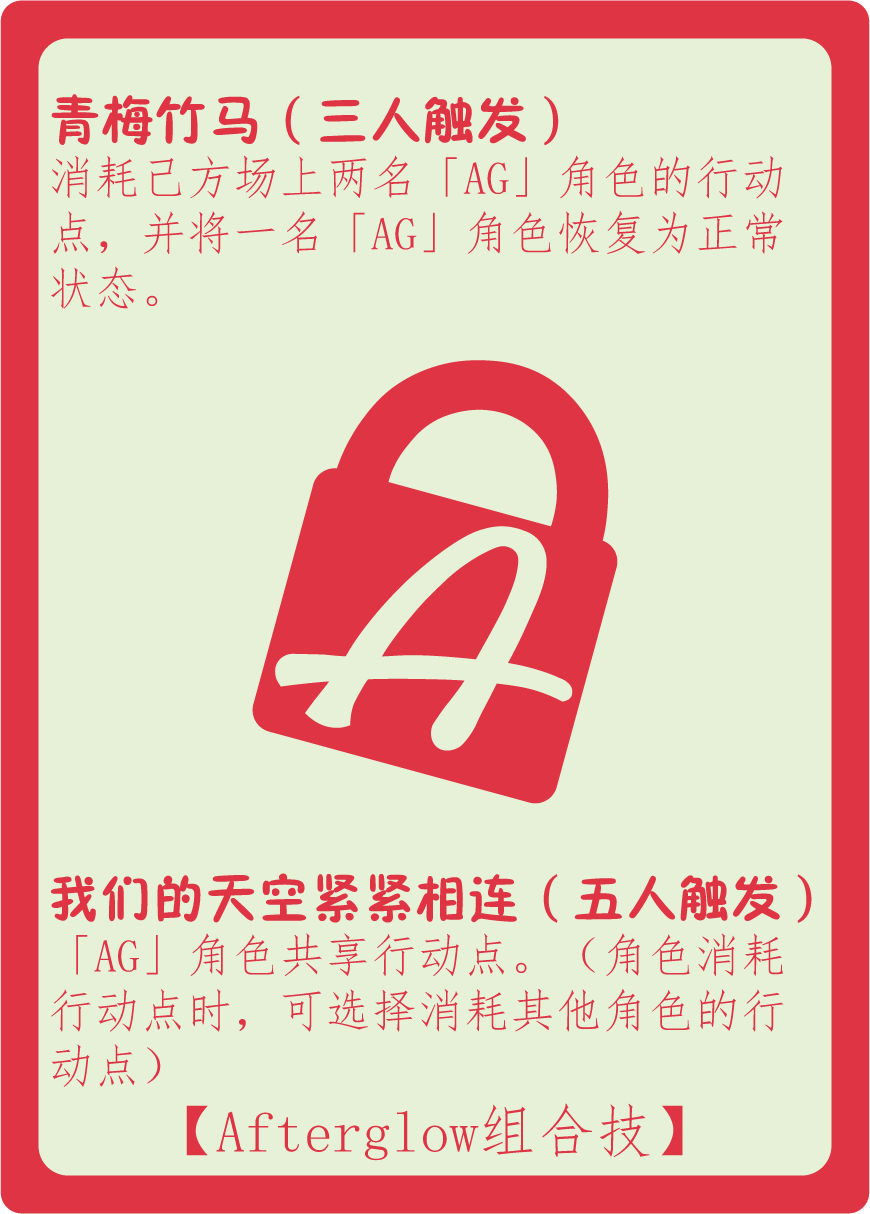 青梅竹马（三人触发）
消耗己方场上两名「AG」角色的行动
点，并将一名「AG」角色恢复为正常
状态。
A
我们的天空紧紧相连（五人触发）
「AG」角色共享行动点。（角色消耗
行动点时，可选择消耗其他角色的行
动点）
【Afterglow组合技】